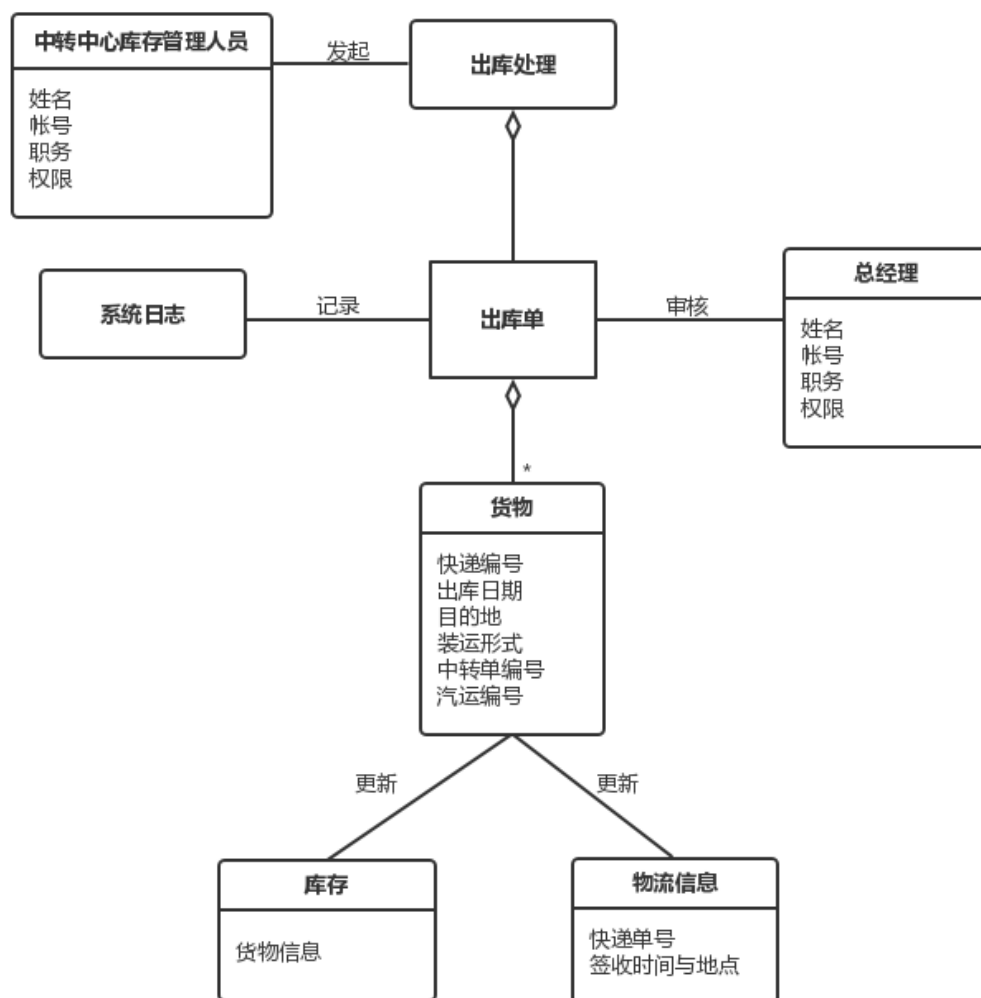 中转中心库存管理人员
姓名
帐号
职务
权限
发起
出库处理
系统日志
记录
出库单
审核
总经理
姓名
帐号
职务
权限
*
货物
快递编号
出库日期
目的地
装运形式
中转单编号
汽运编号
更新
更新
库存
货物信息
物流信息
快递单号
签收时间与地点